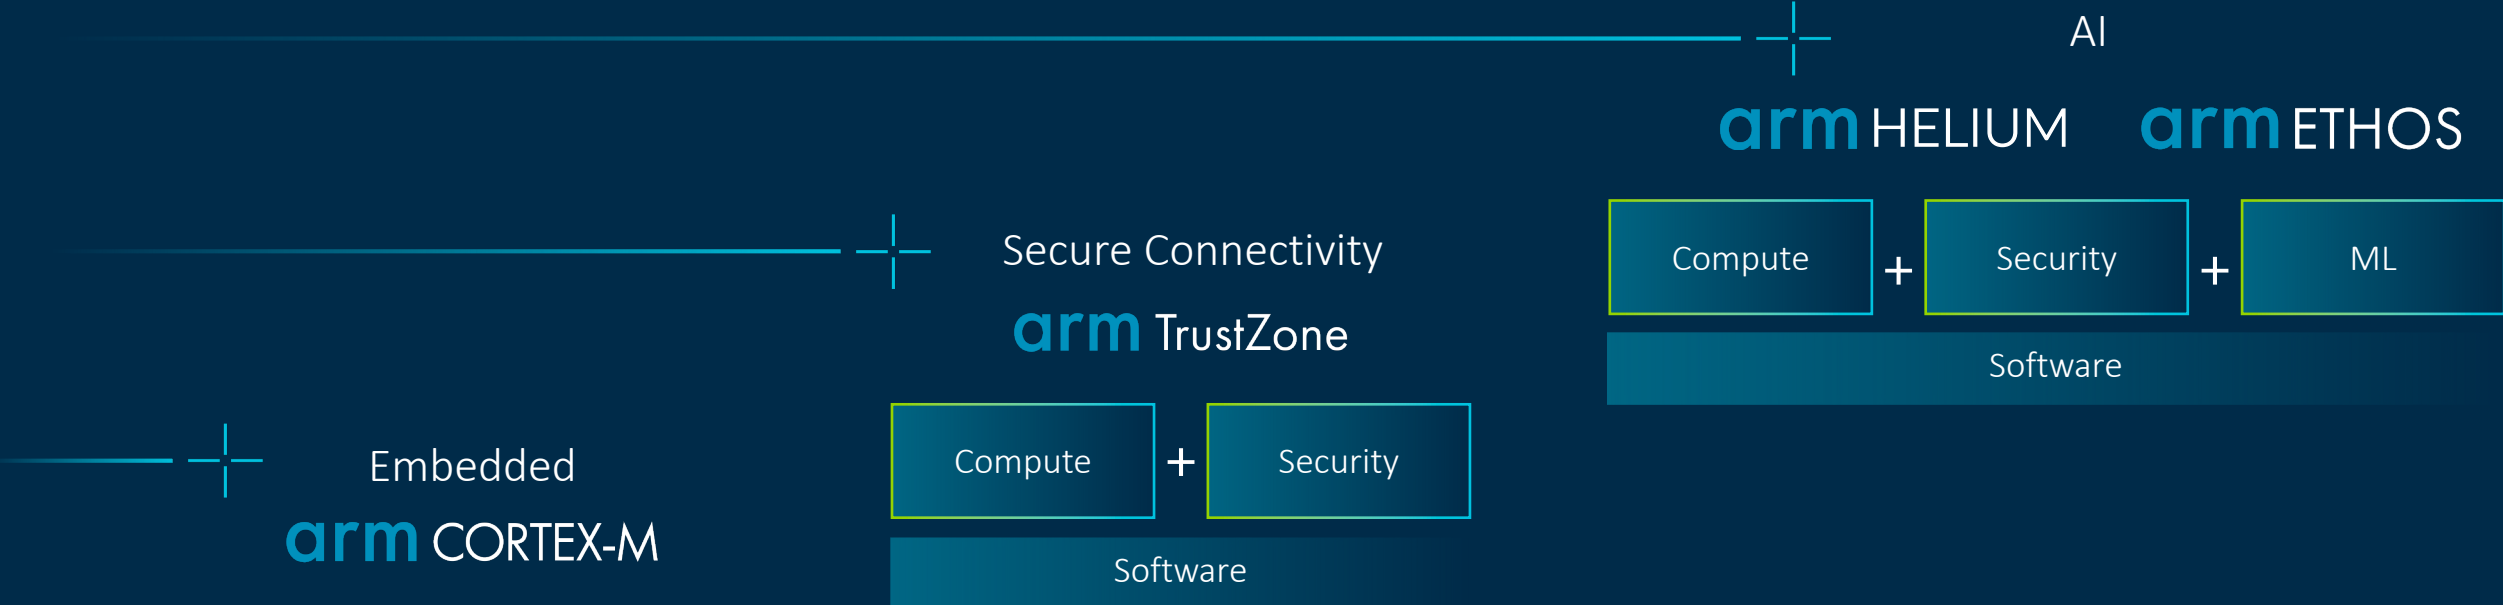 AI
arm HELIUM
arm ETHOS
Compute + Security + ML
Software
Secure Connectivity
arm TrustZone
Compute + Security
Software
Embedded
arm CORTEX-M